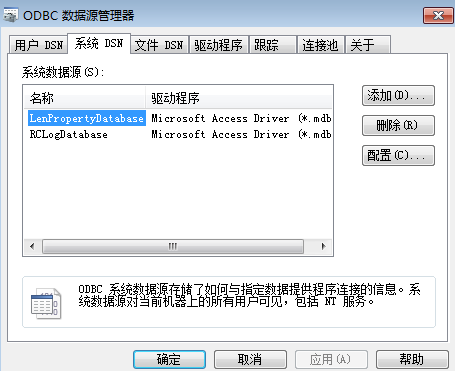 ODBC 数据源管理器
用户 DSN 系统 DSN 文件 DSN 驱动程序 跟踪 连接池 关于
系统数据源(S):
名称 驱动程序
LenPropertyDatabase Microsoft Access Driver (*.mdb
RCLogDatabase Microsoft Access Driver (*.mdb
添加(D)...
删除(R)
配置(C)...
ODBC 系统数据源存储了如何与指定数据提供程序连接的信息。系
统数据源对当前机器上的所有用户可见，包括 NT 服务。
确定 取消 应用(A) 帮助